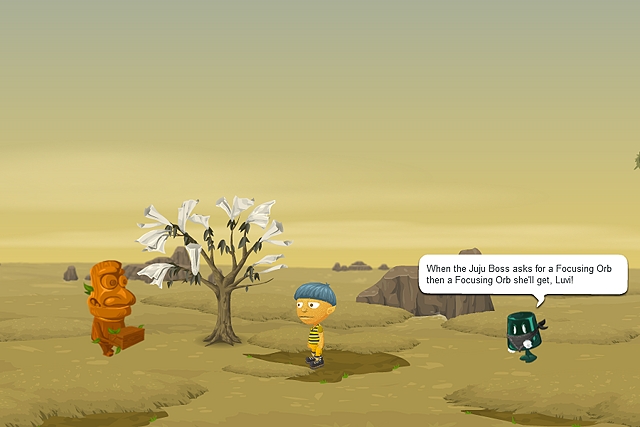 When the Juju Boss asks for a Focusing Orb
then a Focusing Orb she'll get, Luvi!